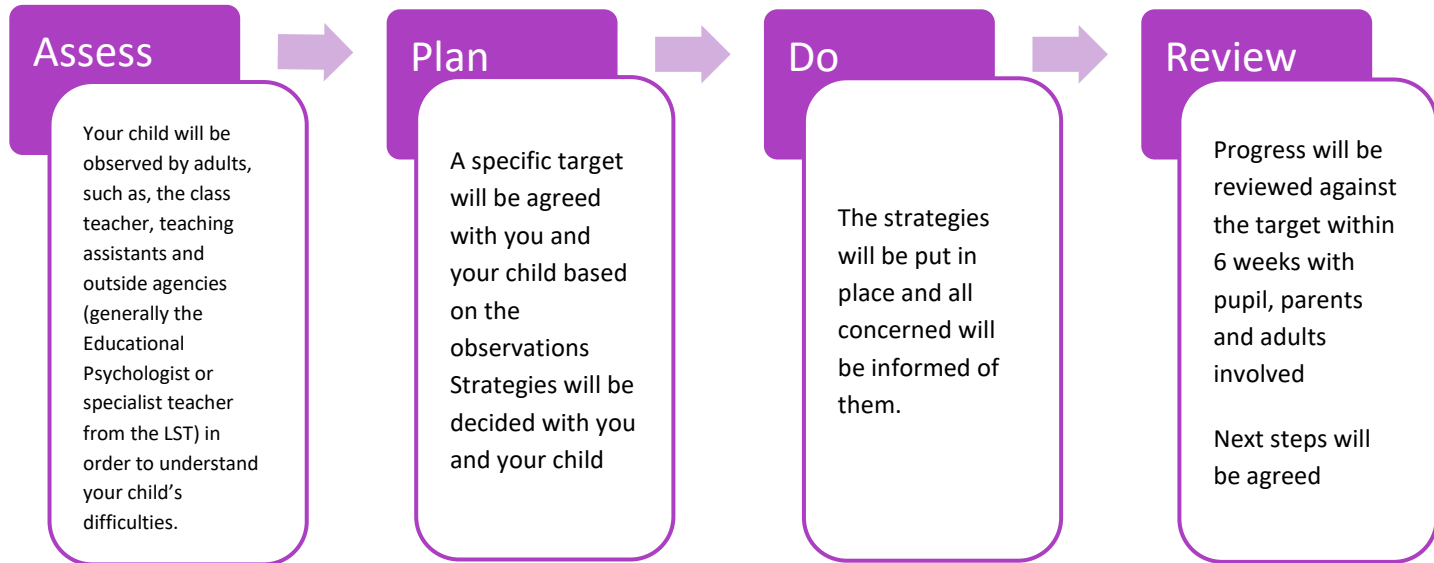 Assess
Your child will be
observed by adults,
such as, the class
teacher, teaching
assistants and
outside agencies
(generally the
Educational
Psychologist or
specialist teacher
from the LST) in
order to understand
your child’s
difficulties.
Plan
A specific target
will be agreed
with you and
your child based
on the
observations
Strategies will be
decided with you
and your child
Do
The strategies
will be put in
place and all
concerned will
be informed of
them.
Review
Progress will be
reviewed against
the target within
6 weeks with
pupil, parents
and adults
involved
Next steps will
be agreed